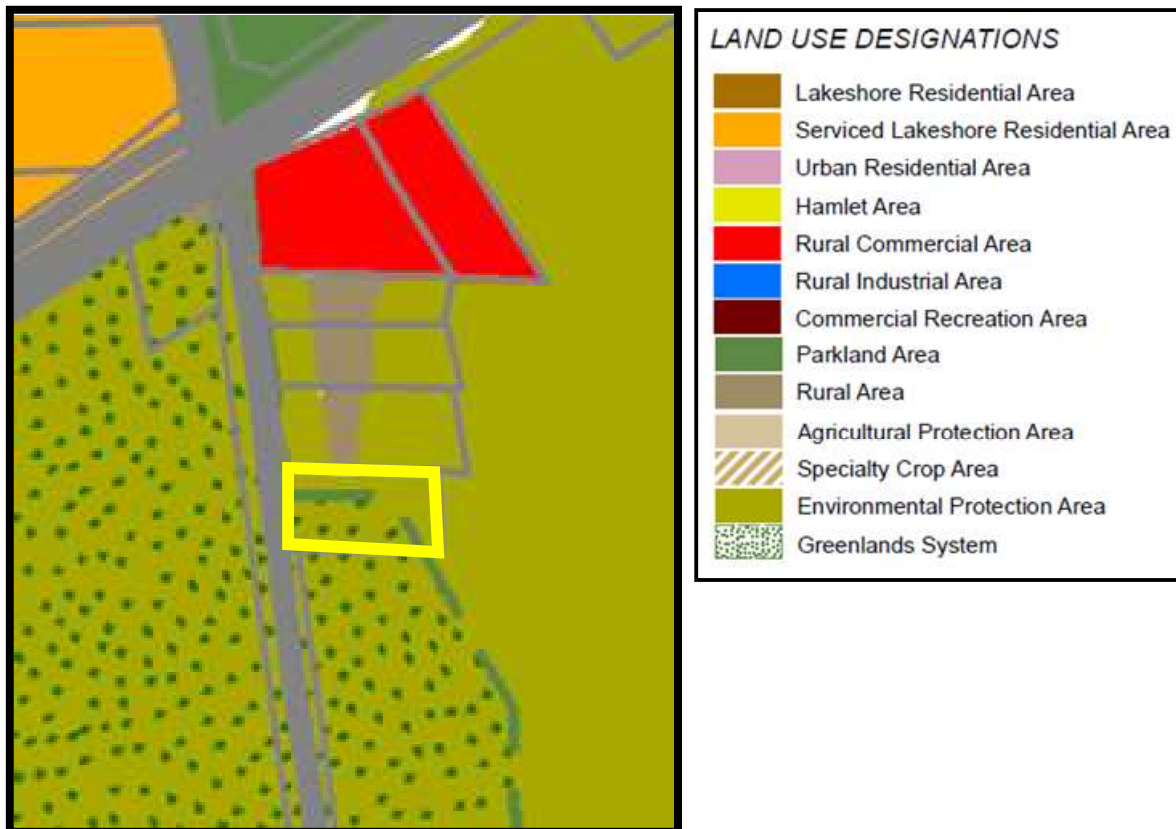 LAND USE DESIGNATIONS
Lakeshore Residential Area
Serviced Lakeshore Residential Area
Urban Residential Area
Hamlet Area
Rural Commercial Area
Rural Industrial Area
Commercial Recreation Area
Parkland Area
Rural Area
Agricultural Protection Area
Specialty Crop Area
Environmental Protection Area
Greenlands System